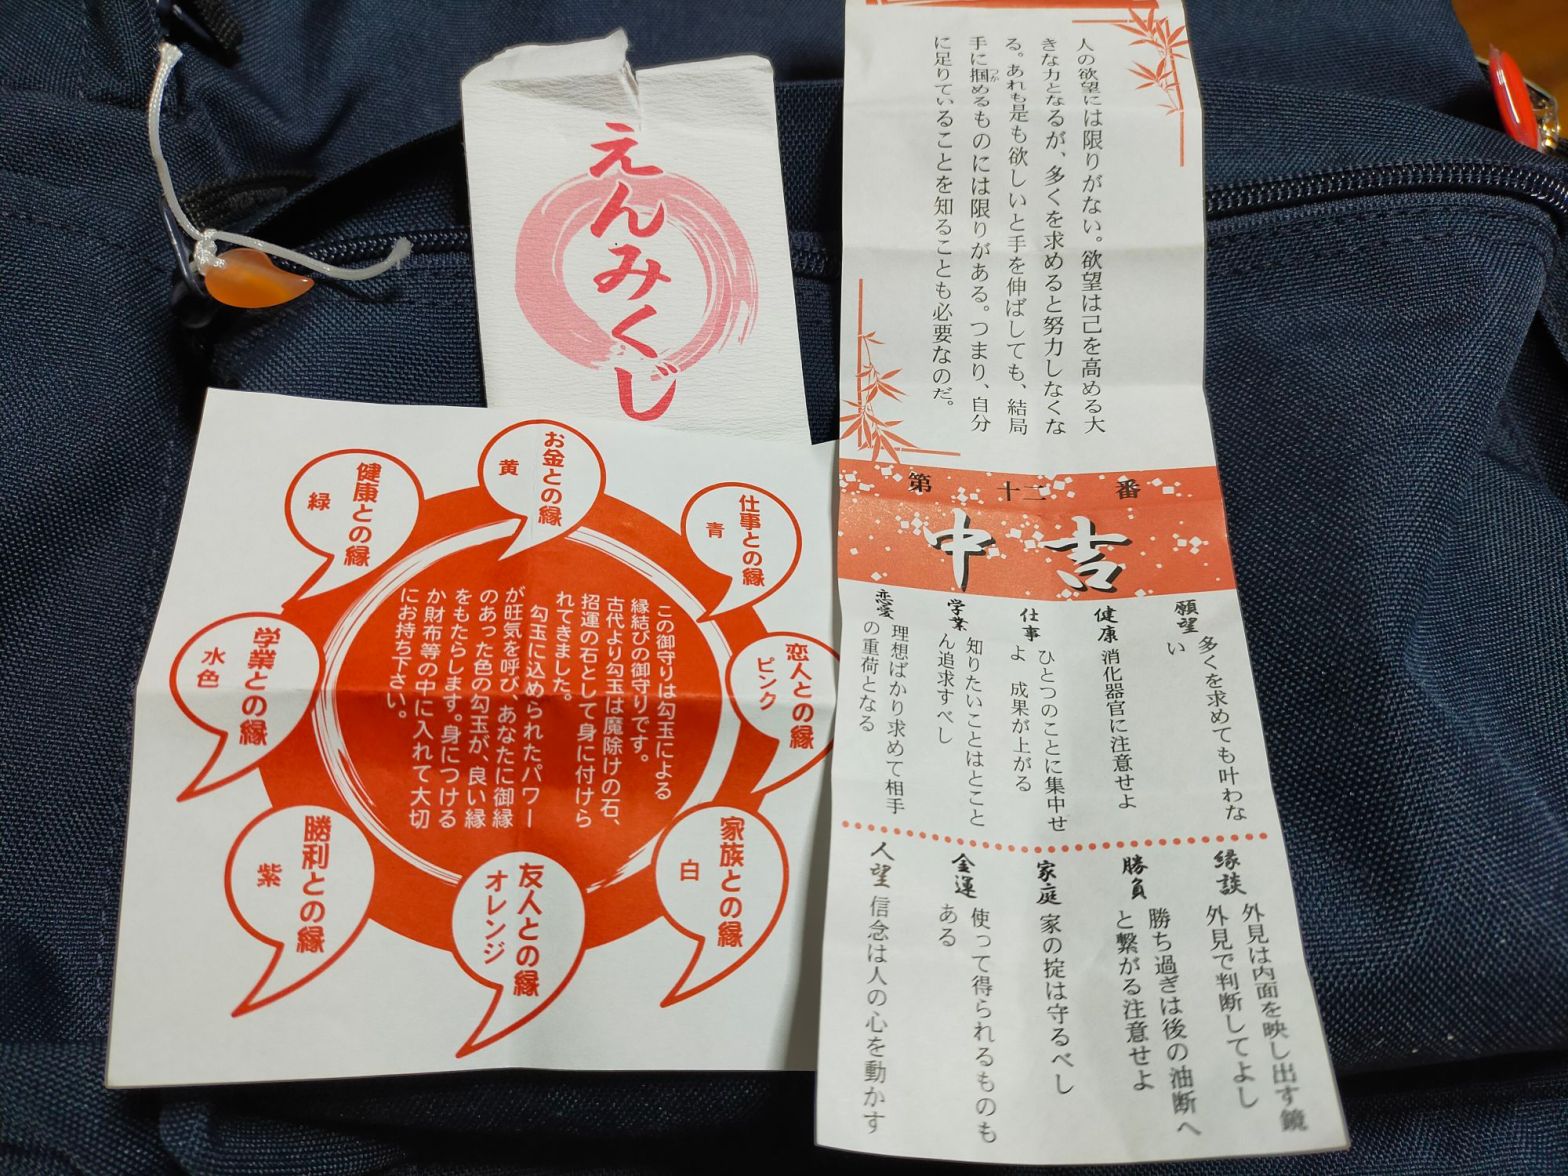 えんみくじ
人の欲望には限りがない。欲望は己を高める大
きな力となるが、多くを求めると努力しなくな
る。あれも是も欲しいと手を伸ばしても、結局
手に掴めるものには限りがある。つまり、自分
に足りていることを知ることも必要なのだ。
第十二番
中吉
願望 多くを求めても叶わな
い
健康 消化器官に注意せよ
仕事 ひとつのことに集中せ
よ 成果が上がる
学業 知りたいことはとこと
ん追求すべし
恋愛 理想ばかり求めて相手
の重荷となる
縁談 外見は内面を映し出す鏡
外見で判断してよし
勝負 勝ち過ぎは後の油断へ
と繋がる注意せよ
家庭 家の掟は守るべし
金運 使って得られるものも
ある
人望 信念は人の心を動かす
お金との縁
黄
仕事との縁
青
恋人との縁
ピンク
家族との縁
白
友人との縁
オレンジ
勝利との縁
紫
学業との縁
水色
健康との縁
緑
この御守りは勾玉による
縁結びの御守りです。
古代より勾玉は魔除けの石、
招運の石として身に付けら
れてきました。
勾玉に込められたパワー
が旺気を呼び、あなたに御縁
のあった色の勾玉が、良い縁
をもたらします。身につける
か財布等の中に入れて大切
にお持ち下さい。